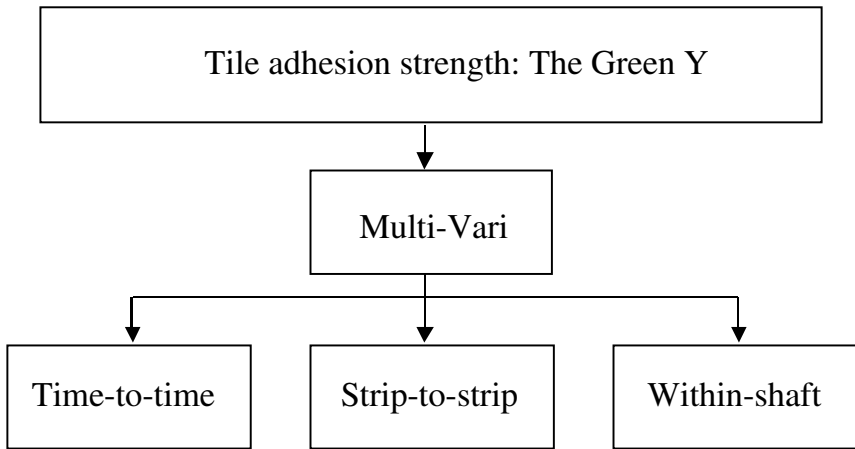 Tile adhesion strength: The Green Y
Multi-Vari
Time-to-time
Strip-to-strip
Within-shaft